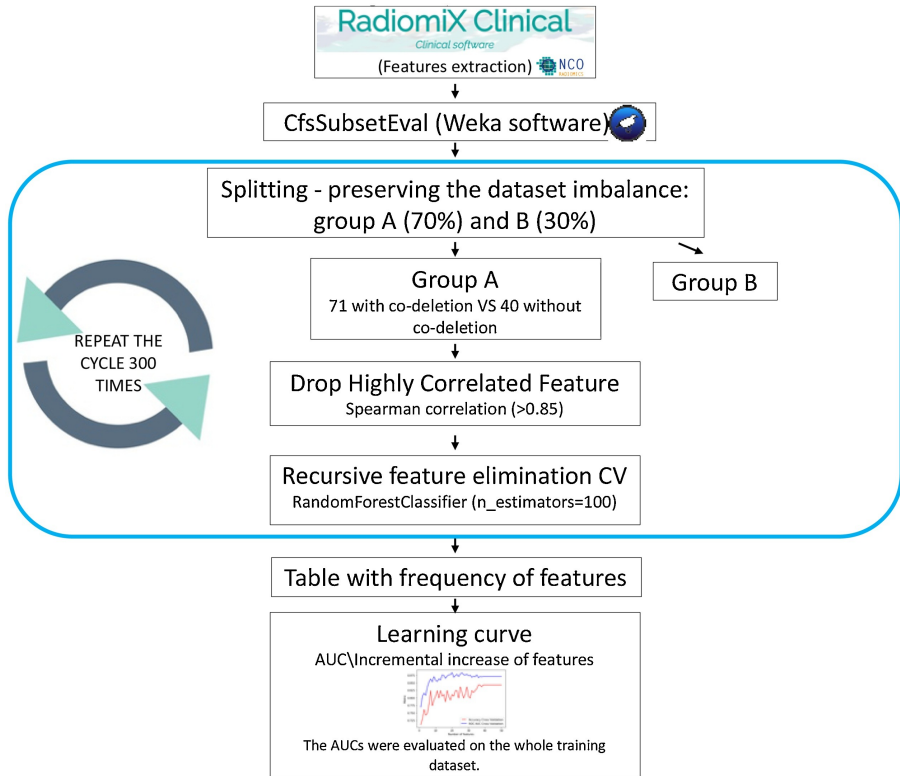 RadiomiX Clinical
Clinical software
(Features extraction)
NCO
RADIOMICS
CfsSubsetEval (Weka software)
Splitting - preserving the dataset imbalance:
group A (70%) and B (30%)
Group A
71 with co-deletion VS 40 without
co-deletion
Group B
REPEAT THE
CYCLE 300
TIMES
Drop Highly Correlated Feature
Spearman correlation (>0.85)
Recursive feature elimination CV
RandomForestClassifier (n_estimators=100)
Table with frequency of features
Learning curve
AUC\Incremental increase of features
The AUCs were evaluated on the whole training
dataset.